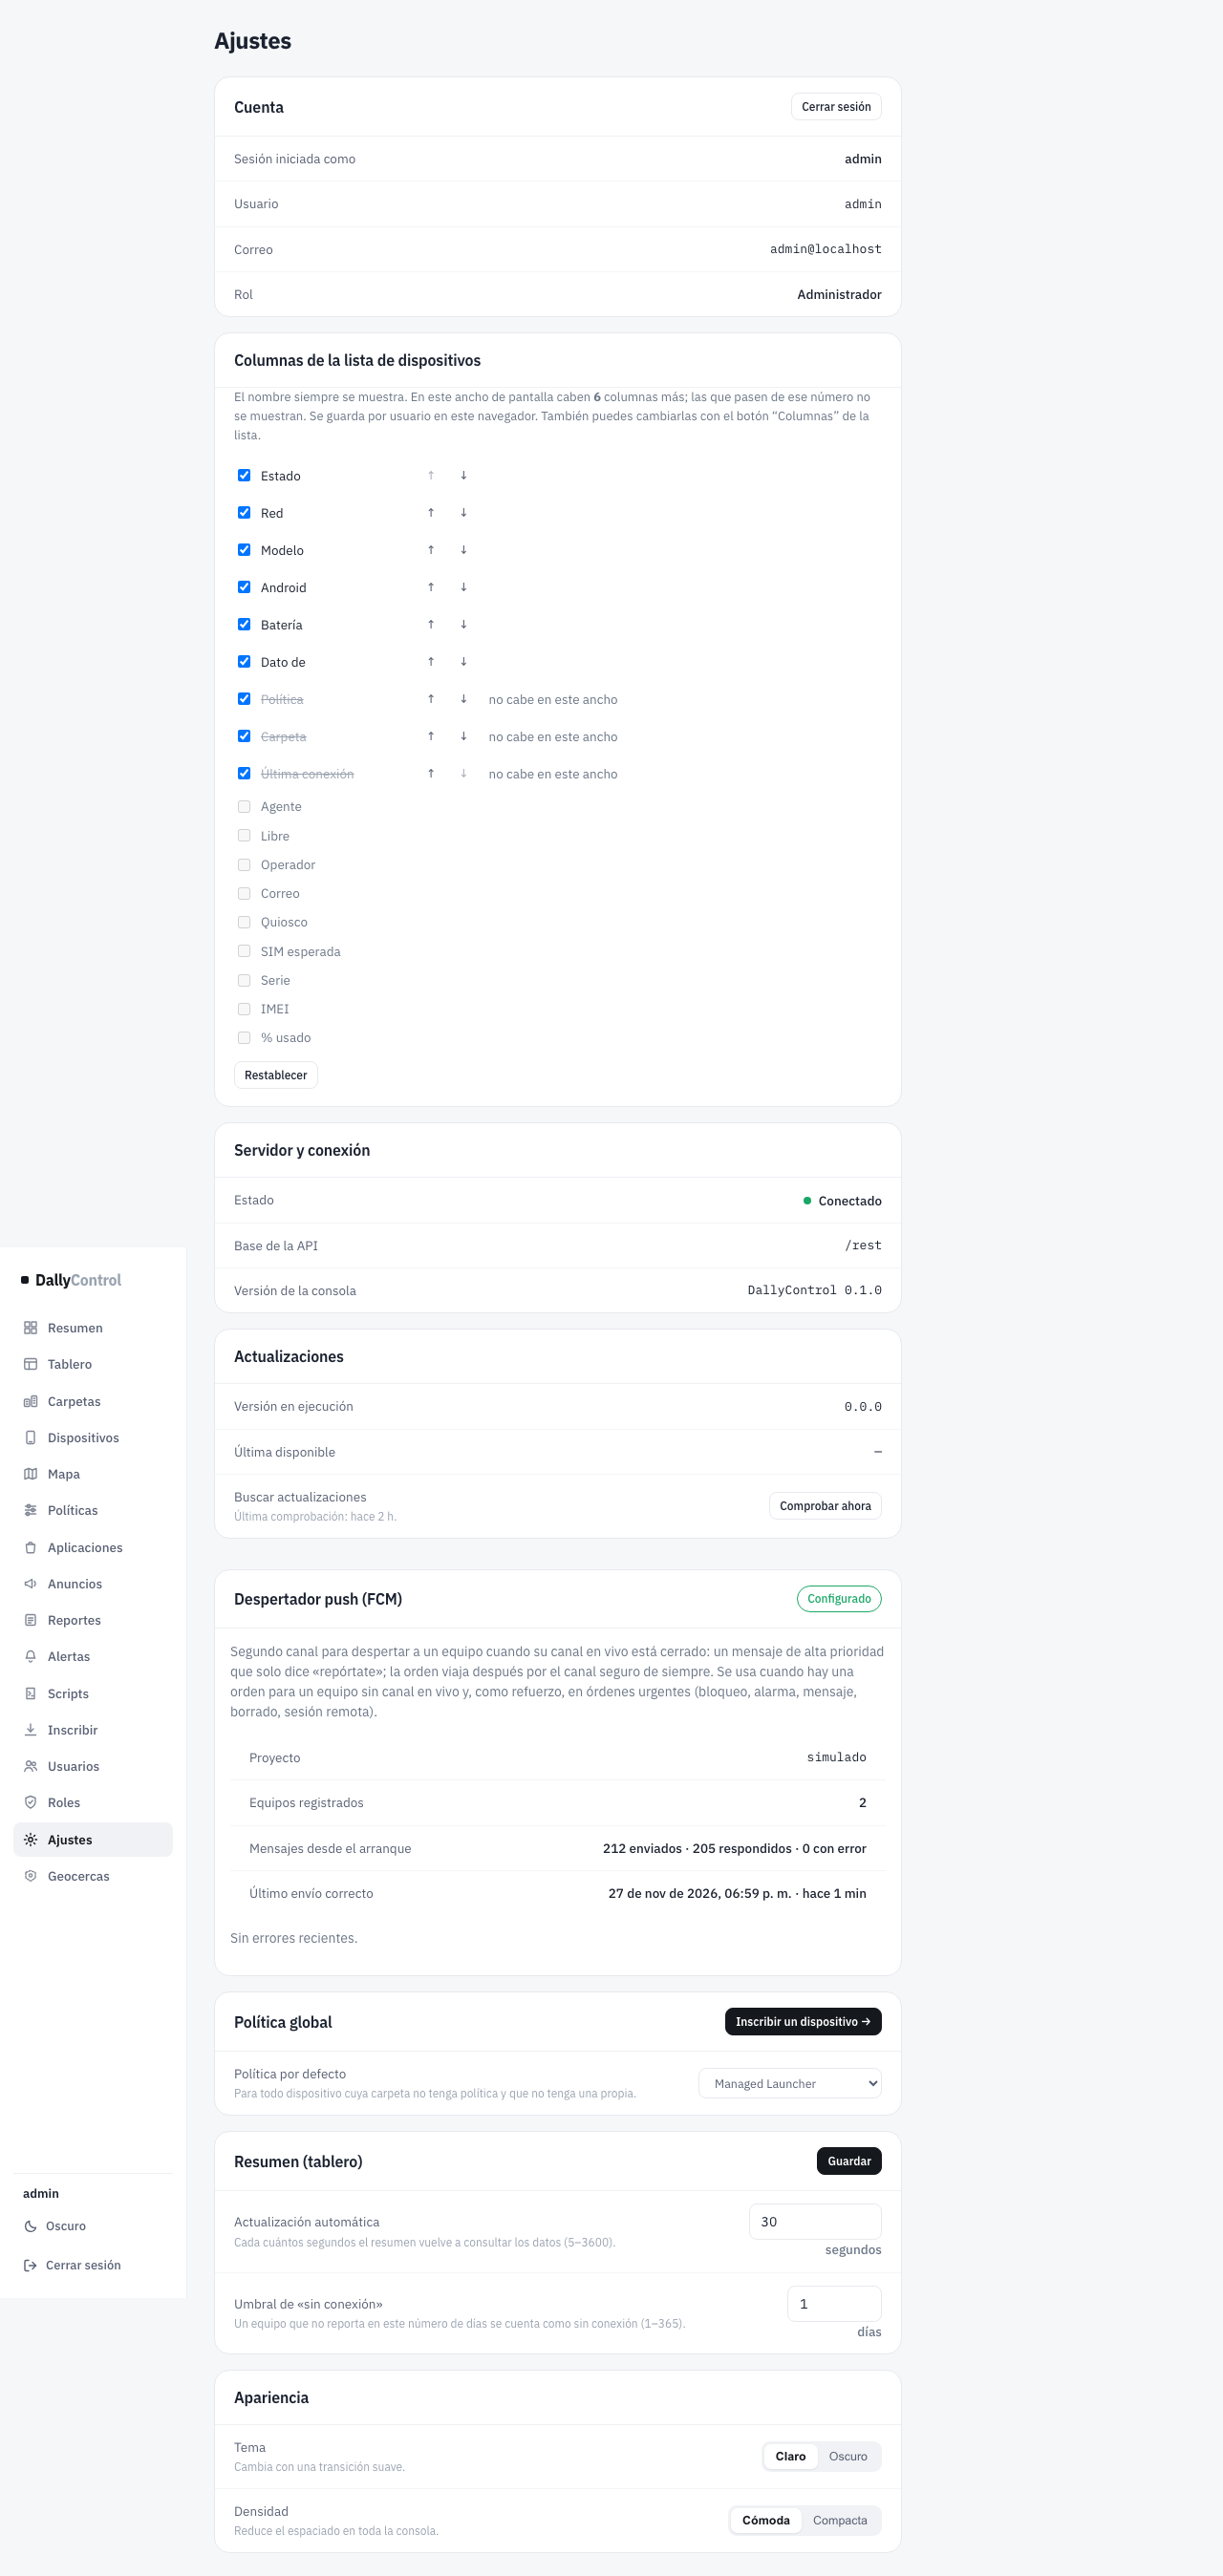 Ajustes
Cuenta
Cerrar sesión
Sesión iniciada como
admin
Usuario
admin
Correo
admin@localhost
Rol
Administrador
Columnas de la lista de dispositivos
El nombre siempre se muestra. En este ancho de pantalla caben 6 columnas más; las que pasen de ese número no
se muestran. Se guarda por usuario en este navegador. También puedes cambiarlas con el botón “Columnas” de la
lista.
Estado ↑ ↓
Red ↑ ↓
Modelo ↑ ↓
Android ↑ ↓
Batería ↑ ↓
Dato de ↑ ↓
Política ↑ ↓ no cabe en este ancho
Carpeta ↑ ↓ no cabe en este ancho
Última conexión ↑ ↓ no cabe en este ancho
Agente
Libre
Operador
Correo
Quiosco
SIM esperada
Serie
IMEI
% usado
Restablecer
Servidor y conexión
Estado
Conectado
Base de la API
/rest
Versión de la consola
DallyControl 0.1.0
Actualizaciones
Versión en ejecución
0.0.0
Última disponible
—
Buscar actualizaciones
Última comprobación: hace 2 h.
Comprobar ahora
Despertador push (FCM)
Configurado
Segundo canal para despertar a un equipo cuando su canal en vivo está cerrado: un mensaje de alta prioridad
que solo dice «repórtate»; la orden viaja después por el canal seguro de siempre. Se usa cuando hay una
orden para un equipo sin canal en vivo y, como refuerzo, en órdenes urgentes (bloqueo, alarma, mensaje,
borrado, sesión remota).
Proyecto
simulado
Equipos registrados
2
Mensajes desde el arranque
212 enviados · 205 respondidos · 0 con error
Último envío correcto
27 de nov de 2026, 06:59 p. m. · hace 1 min
Sin errores recientes.
Política global
Inscribir un dispositivo →
Política por defecto
Para todo dispositivo cuya carpeta no tenga política y que no tenga una propia.
Managed Launcher
Resumen (tablero)
Guardar
Actualización automática
Cada cuántos segundos el resumen vuelve a consultar los datos (5–3600).
30
segundos
Umbral de «sin conexión»
Un equipo que no reporta en este número de días se cuenta como sin conexión (1–365).
1
días
Apariencia
Tema
Cambia con una transición suave.
Claro
Oscuro
Densidad
Reduce el espaciado en toda la consola.
Cómoda
Compacta
DallyControl
Resumen
Tablero
Carpetas
Dispositivos
Mapa
Políticas
Aplicaciones
Anuncios
Reportes
Alertas
Scripts
Inscribir
Usuarios
Roles
Ajustes
Geocercas
admin
Oscuro
Cerrar sesión